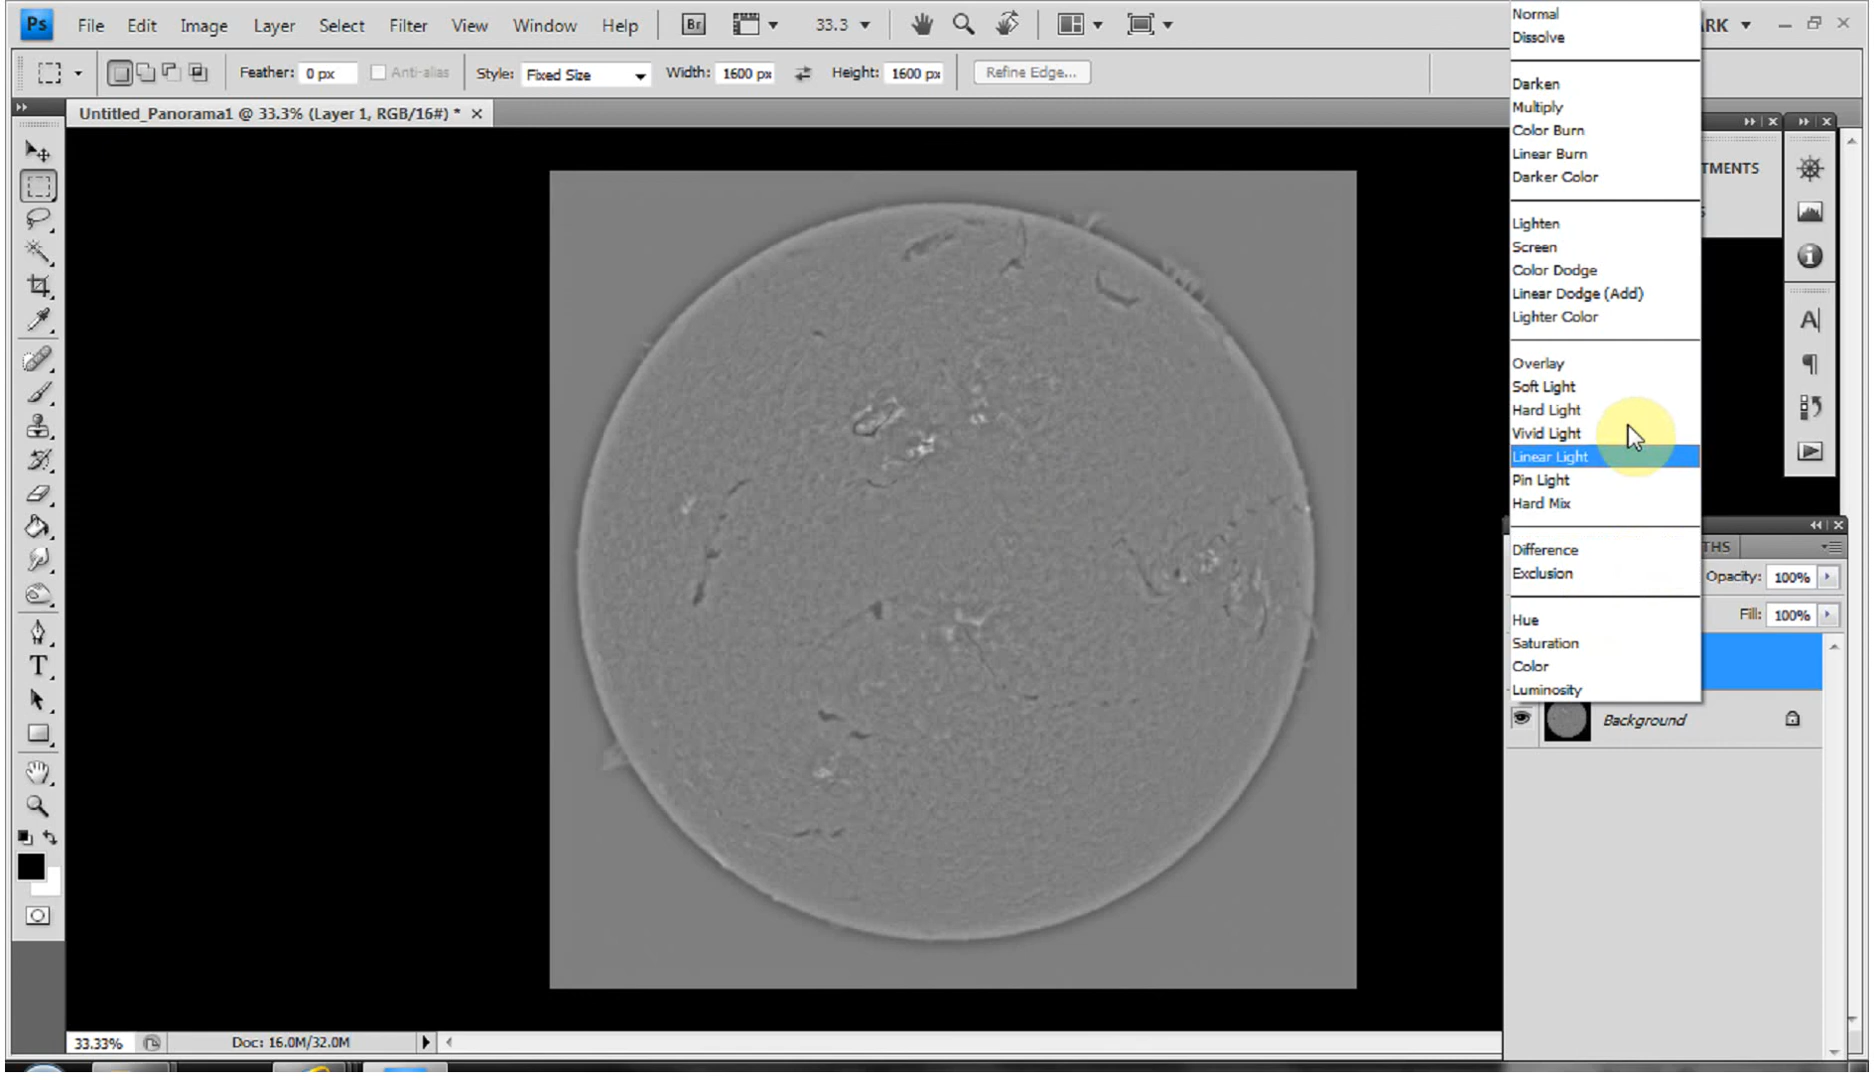 Ps File Edit Image Layer Select Filter Analysis View Window Help Br 33.3 ARK
Feather: 0 px Anti-alias Style: Fixed Size Width: 1600 px Height: 1600 px Refine Edge...
Untitled_Panorama1 @ 33.3% (Layer 1, RGB/16#) *
Normal
Dissolve
Darken
Multiply
Color Burn
Linear Burn
Darker Color
Lighten
Screen
Color Dodge
Linear Dodge (Add)
Lighter Color
Overlay
Soft Light
Hard Light
Vivid Light
Linear Light
Pin Light
Hard Mix
Difference
Exclusion
Hue
Saturation
Color
Luminosity
TMENTS
S
THS
Opacity: 100%
Fill: 100%
Background
33.33% Doc: 16.0M/32.0M